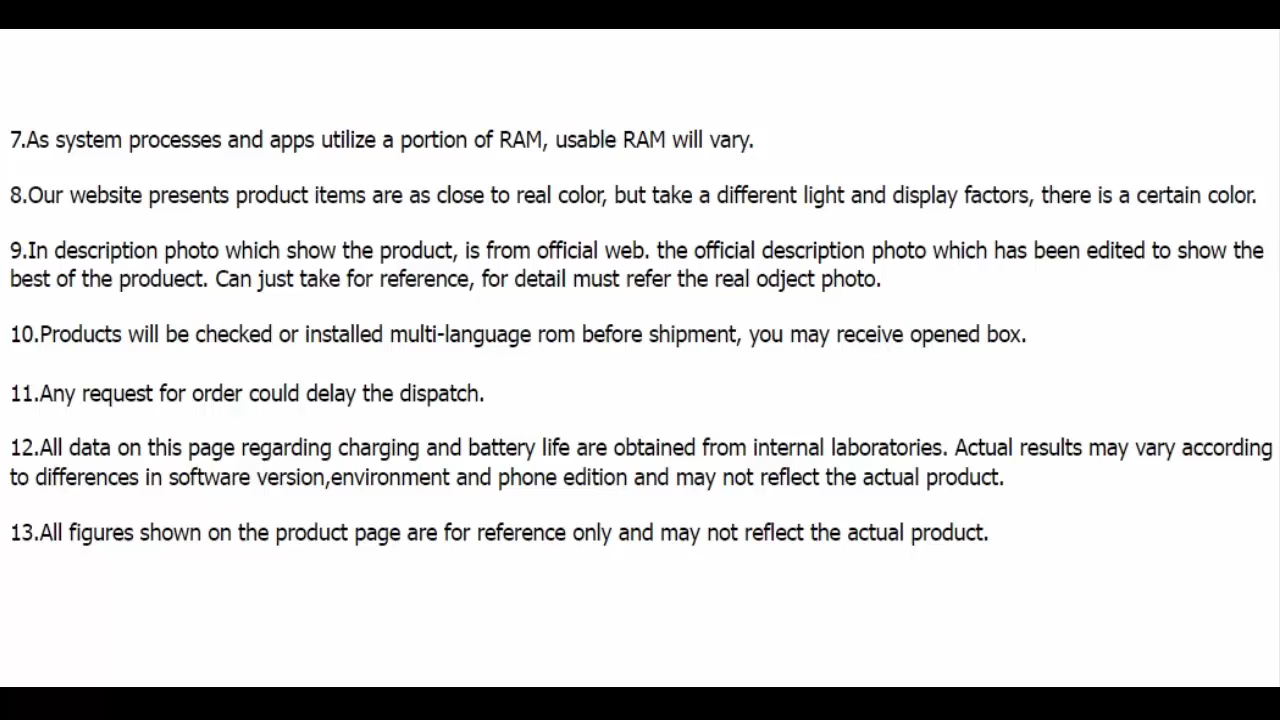 7.As system processes and apps utilize a portion of RAM, usable RAM will vary.
8.Our website presents product items are as close to real color, but take a different light and display factors, there is a certain color.
9.In description photo which show the product, is from official web. the official description photo which has been edited to show the
best of the produect. Can just take for reference, for detail must refer the real odject photo.
10.Products will be checked or installed multi-language rom before shipment, you may receive opened box.
11.Any request for order could delay the dispatch.
12.All data on this page regarding charging and battery life are obtained from internal laboratories. Actual results may vary according
to differences in software version,environment and phone edition and may not reflect the actual product.
13.All figures shown on the product page are for reference only and may not reflect the actual product.